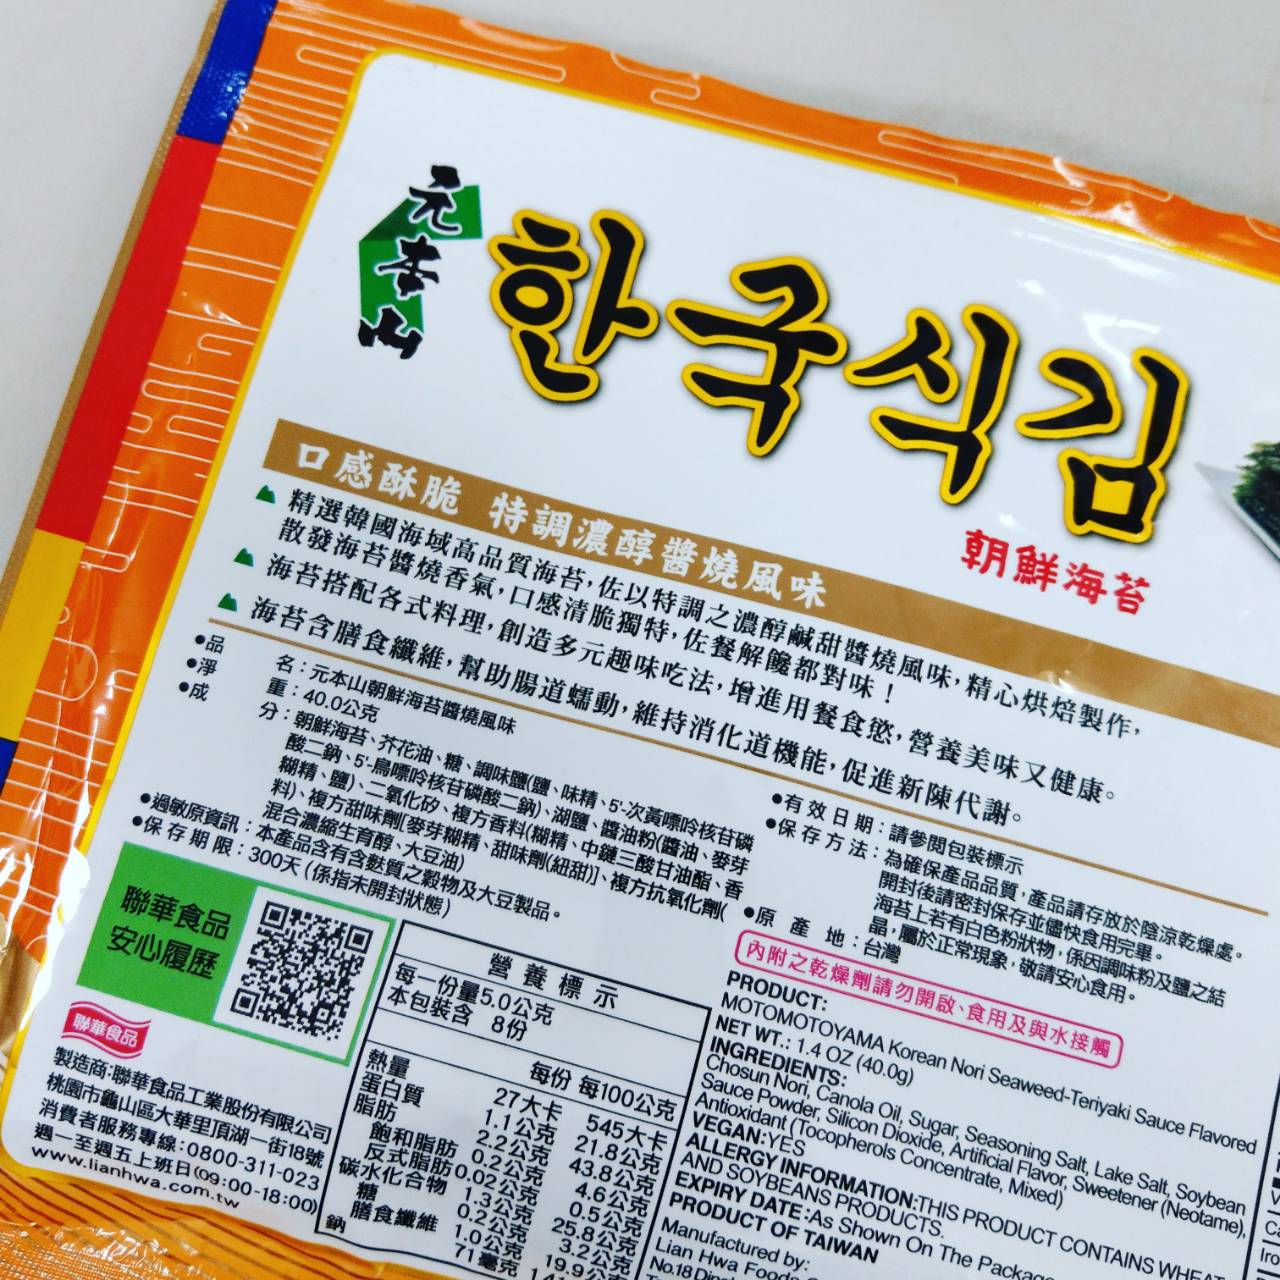 元本山
한국식김
朝鮮海苔
口感酥脆 特調濃醇醬燒風味
精選韓國海域高品質海苔，佐以特調之濃醇鹹甜醬燒風味，精心烘焙製作，
散發海苔醬燒香氣，口感清脆獨特，佐餐解饞都對味！
海苔搭配各式料理，創造多元趣味吃法，增進用餐食慾，營養美味又健康。
海苔含膳食纖維，幫助腸道蠕動，維持消化道機能，促進新陳代謝。
●品名：元本山朝鮮海苔醬燒風味
●淨重：40.0公克
●成分：朝鮮海苔、芥花油、糖、調味鹽(鹽、味精、5'-次黃嘌呤核苷磷
酸二鈉、5'-鳥嘌呤核苷磷酸二鈉)、湖鹽、醬油粉(醬油、麥芽
糊精、鹽)、二氧化矽、複方香料(糊精、中鏈三酸甘油酯、香
料)、複方甜味劑[麥芽糊精、甜味劑(紐甜)]、複方抗氧化劑(
混合濃縮生育醇、大豆油)
●過敏原資訊：本產品含有含麩質之穀物及大豆製品。
●保存期限：300天(係指未開封狀態)
●有效日期：請參閱包裝標示
●保存方法：為確保產品品質，產品請存放於陰涼乾燥處。
開封後請密封保存並儘快食用完畢。
海苔上若有白色粉狀物，係因調味粉及鹽之結
晶，屬於正常現象，敬請安心食用。
●原產地：台灣
內附之乾燥劑請勿開啟、食用及與水接觸
聯華食品
安心履歷
聯華食品
製造商:聯華食品工業股份有限公司
桃園市龜山區大華里頂湖一街18號
消費者服務專線:0800-311-023
週一至週五上班日(09:00-18:00)
www.lianhwa.com.tw
營養標示
每一份量5.0公克
本包裝含 8份
每份 每100公克
熱量 27大卡 545大卡
蛋白質 1.1公克 21.8公克
脂肪 2.2公克 43.8公克
飽和脂肪 0.2公克 4.6公克
反式脂肪 0.02公克 0.5公克
碳水化合物 1.3公克 25.8公克
糖 0.2公克 3.2公克
膳食纖維 1.0公克 19.9公克
鈉 71毫克
PRODUCT:
MOTOMOTOYAMA Korean Nori Seaweed-Teriyaki Sauce Flavored
NET WT.: 1.4 OZ (40.0g)
INGREDIENTS:
Chosun Nori, Canola Oil, Sugar, Seasoning Salt, Lake Salt, Soybean
Sauce Powder, Silicon Dioxide, Artificial Flavor, Sweetener (Neotame),
Antioxidant (Tocopherols Concentrate, Mixed)
VEGAN:YES
ALLERGY INFORMATION:THIS PRODUCT CONTAINS WHEAT
AND SOYBEANS PRODUCTS.
EXPIRY DATE:As Shown On The Package
PRODUCT OF TAIWAN
Manufactured by:
Lian Hwa Foods